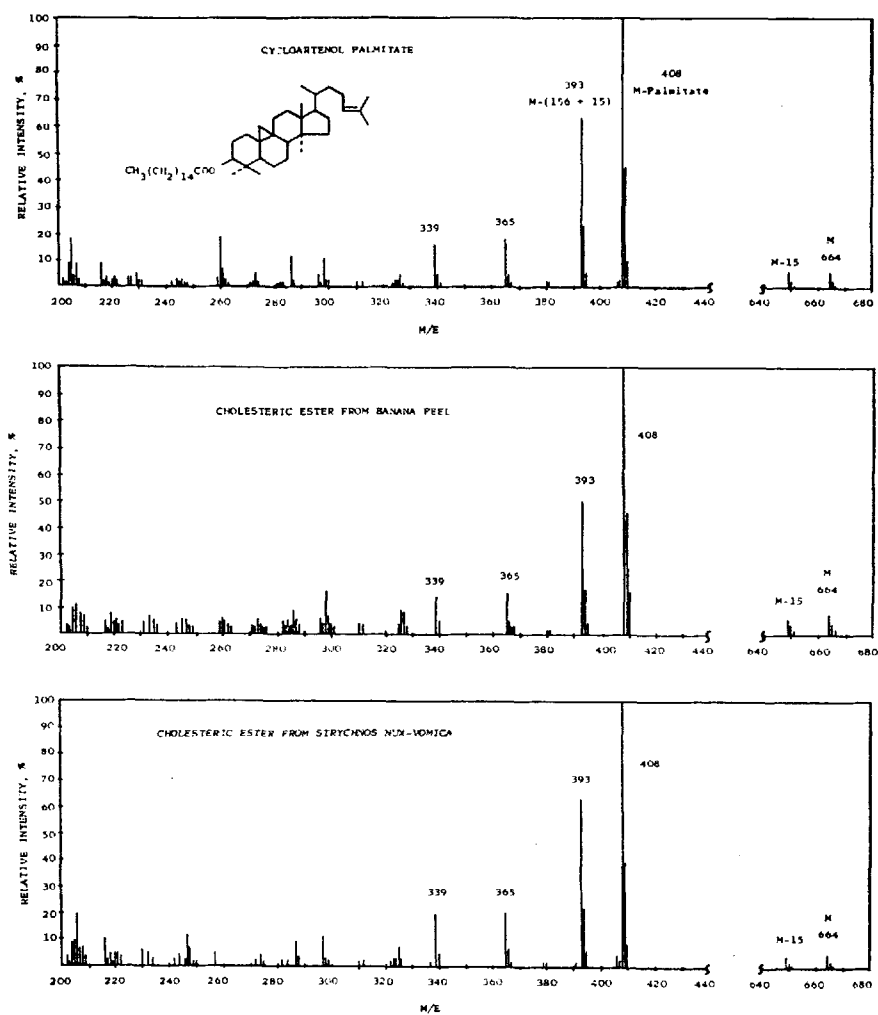 CYCLOARTENOL PALMITATE
RELATIVE INTENSITY, %
100
90
80
70
60
50
40
30
20
10
CH3(CH2)14COO
339
365
393
M-(156 + 15)
408
M-Palmitate
M-15
M
664
200 220 240 260 280 300 320 340 360 380 400 420 440 640 660 680
M/E
CHOLESTERIC ESTER FROM BANANA PEEL
RELATIVE INTENSITY, %
100
90
80
70
60
50
40
30
20
10
339
365
393
408
M-15
M
664
200 220 240 260 280 300 320 340 360 380 400 420 440 640 660 680
CHOLESTERIC ESTER FROM STRYCHNOS NUX-VOMICA
RELATIVE INTENSITY, %
100
90
80
70
60
50
40
30
20
10
339
365
393
408
M-15
M
664
200 220 240 260 280 300 320 340 360 380 400 420 440 640 660 680
M/E